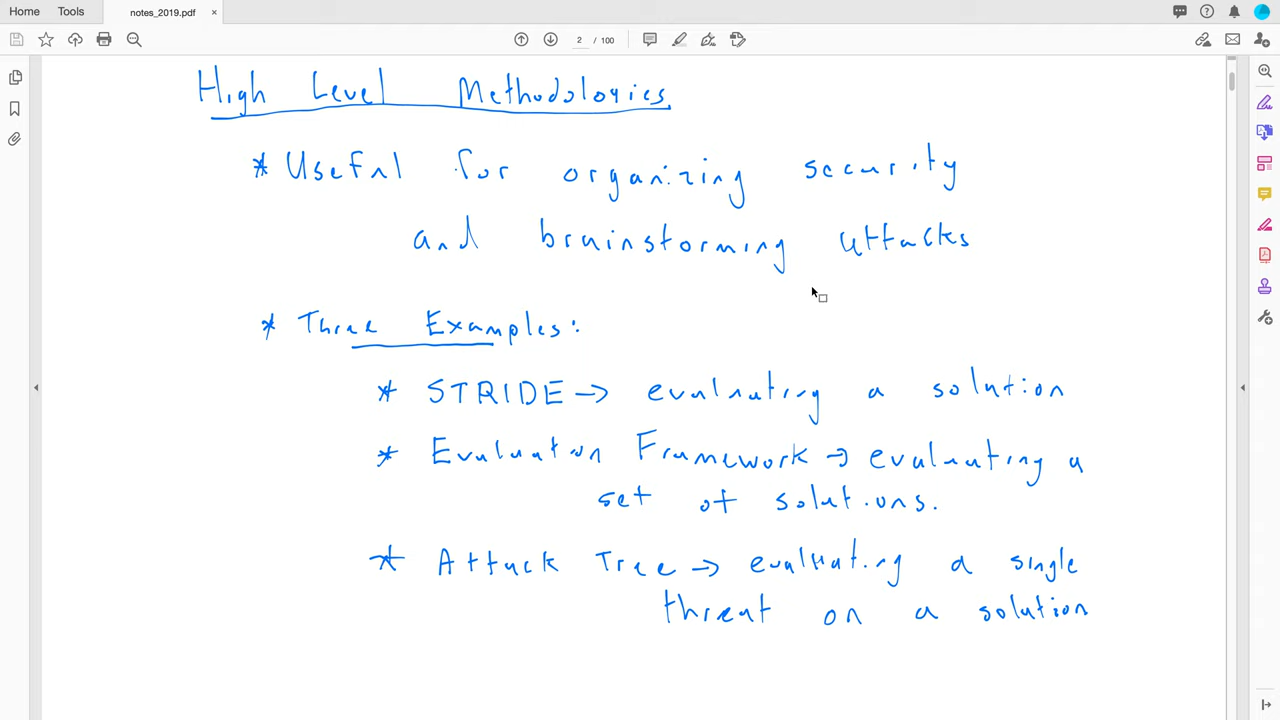 Home Tools notes_2019.pdf ×
2 / 100
High Level Methodologies
* Useful for organizing security
and brainstorming attacks
* Three Examples:
* STRIDE → evaluating a solution
* Evaluation Framework → evaluating a
set of solutions.
* Attack Tree → evaluating a single
threat on a solution